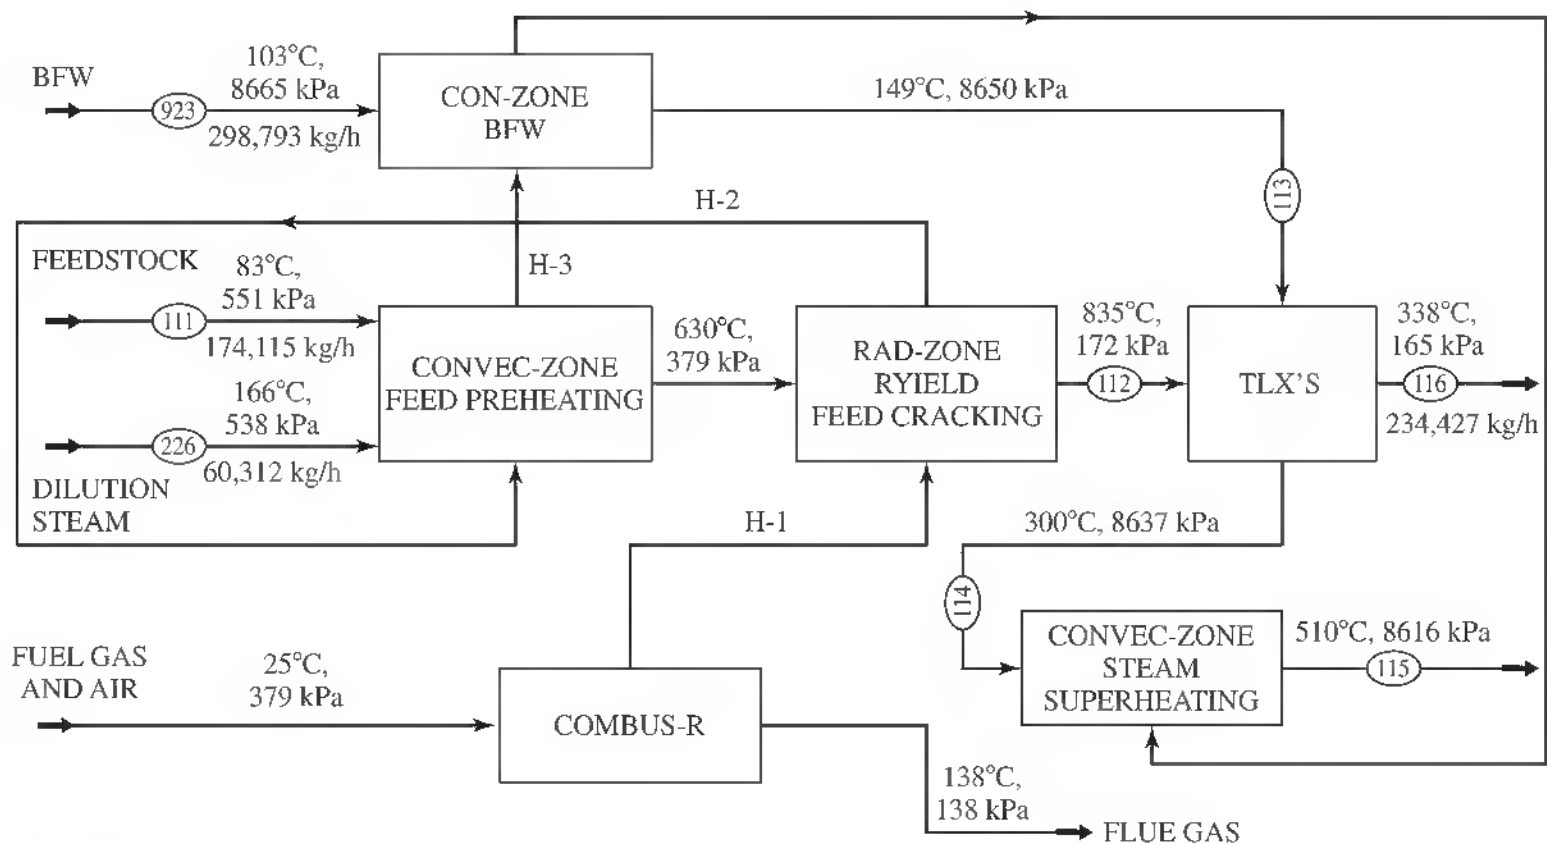 BFW
923
103°C,
8665 kPa
298,793 kg/h
CON-ZONE
BFW
149°C, 8650 kPa
113
H-2
H-3
FEEDSTOCK
111
83°C,
551 kPa
174,115 kg/h
DILUTION
STEAM
226
166°C,
538 kPa
60,312 kg/h
CONVEC-ZONE
FEED PREHEATING
630°C,
379 kPa
RAD-ZONE
RYIELD
FEED CRACKING
835°C,
172 kPa
112
TLX'S
338°C,
165 kPa
116
234,427 kg/h
H-1
300°C, 8637 kPa
114
CONVEC-ZONE
STEAM
SUPERHEATING
510°C, 8616 kPa
115
FUEL GAS
AND AIR
25°C,
379 kPa
COMBUS-R
138°C,
138 kPa
FLUE GAS